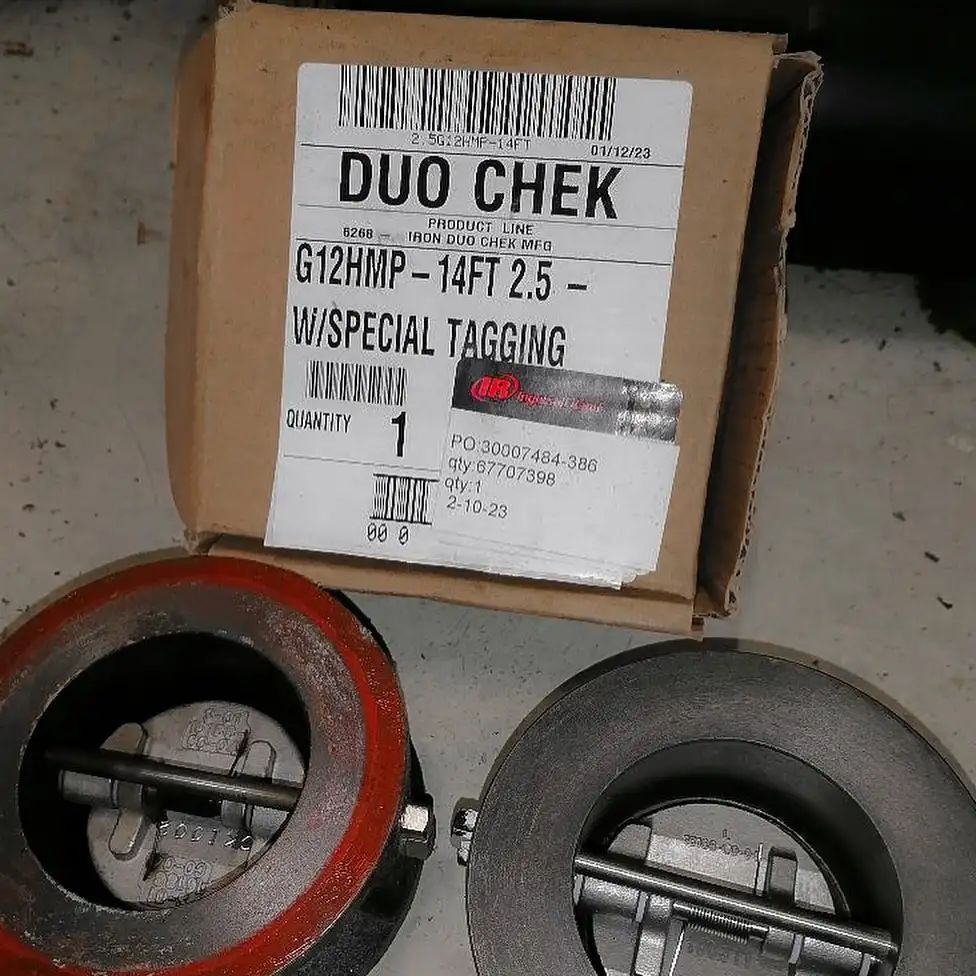 2.5G12HMP-14FT
01/12/23
DUO CHEK
PRODUCT LINE
6268 - IRON DUO CHEK MFG
G12HMP-14FT 2.5 -
W/SPECIAL TAGGING
QUANTITY 1
IR Ingersoll Rand
PO:30007484-386
qty:67707398
qty:1
2-10-23
00 0